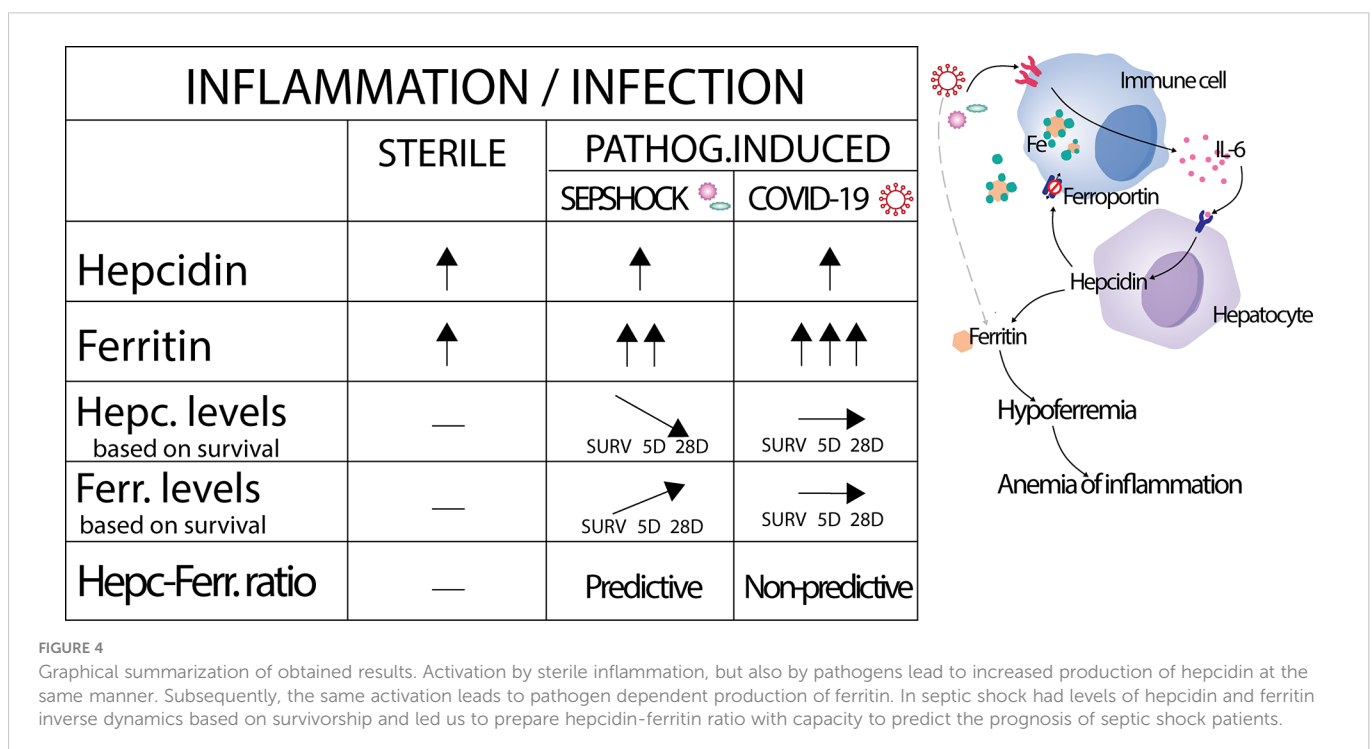 INFLAMMATION / INFECTION
STERILE
PATHOG.INDUCED
SEP.SHOCK
COVID-19
Hepcidin
Ferritin
Hepc. levels
based on survival
—
SURV 5D 28D
SURV 5D 28D
Ferr. levels
based on survival
—
SURV 5D 28D
SURV 5D 28D
Hepc-Ferr. ratio
—
Predictive
Non-predictive
Immune cell
Fe
IL-6
Ferroportin
Hepcidin
Hepatocyte
Ferritin
Hypoferremia
Anemia of inflammation
FIGURE 4
Graphical summarization of obtained results. Activation by sterile inflammation, but also by pathogens lead to increased production of hepcidin at the
same manner. Subsequently, the same activation leads to pathogen dependent production of ferritin. In septic shock had levels of hepcidin and ferritin
inverse dynamics based on survivorship and led us to prepare hepcidin-ferritin ratio with capacity to predict the prognosis of septic shock patients.